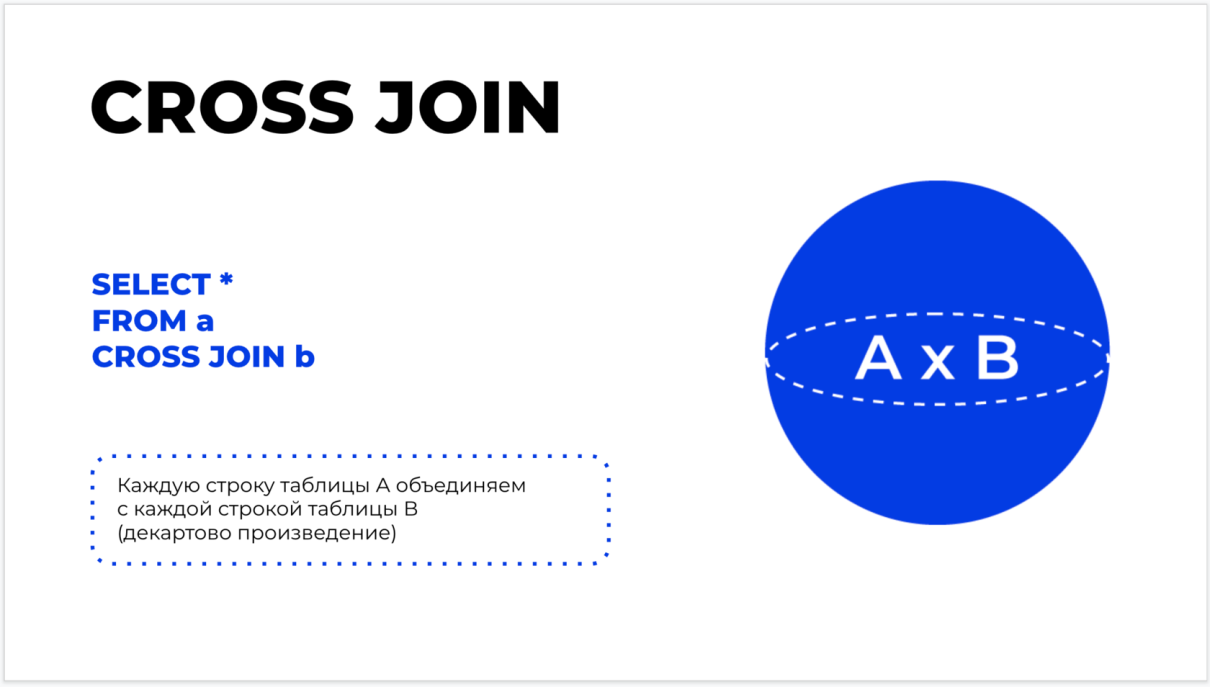 CROSS JOIN
SELECT *
FROM a
CROSS JOIN b
Каждую строку таблицы А объединяем
с каждой строкой таблицы В
(декартово произведение)
A x B